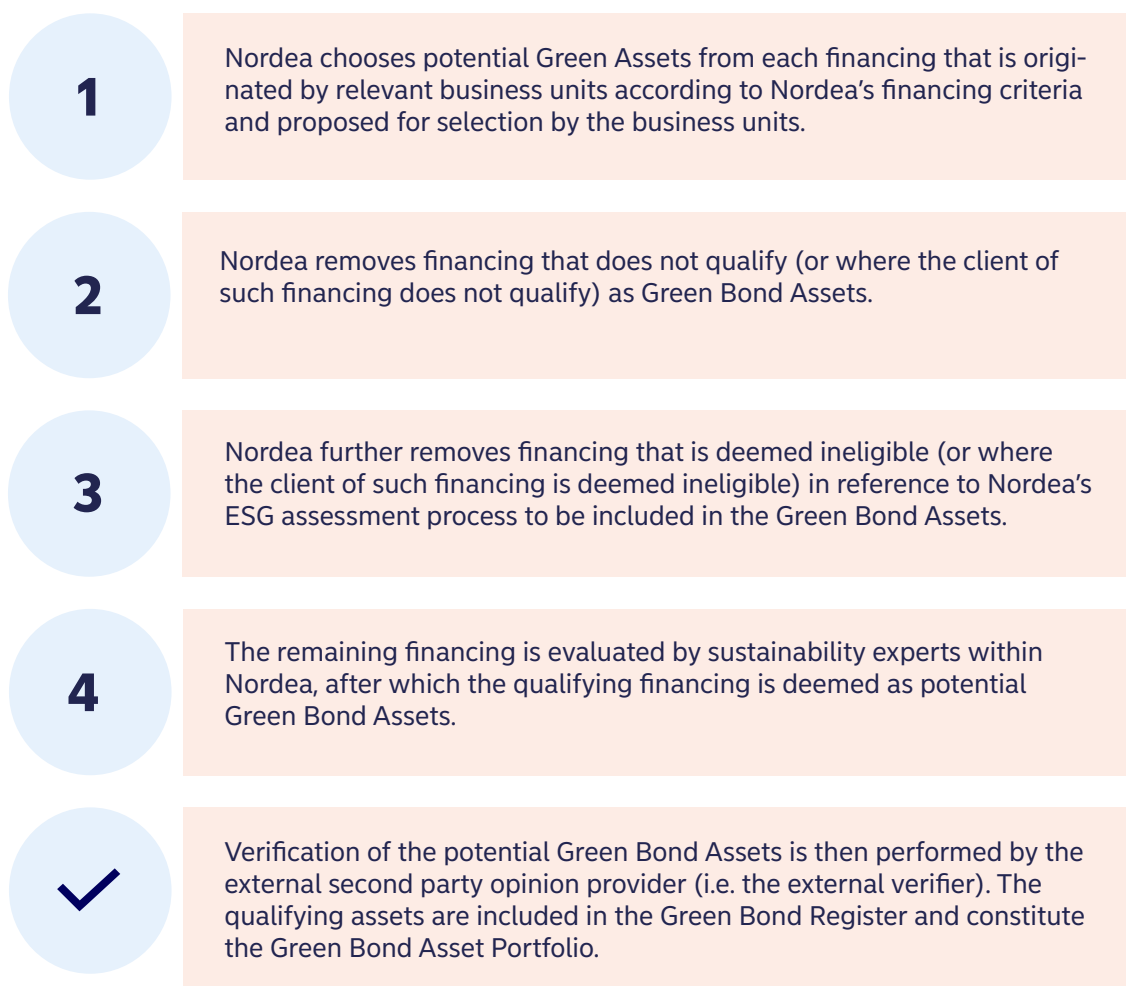 1
Nordea chooses potential Green Assets from each financing that is origi-
nated by relevant business units according to Nordea's financing criteria
and proposed for selection by the business units.
2
Nordea removes financing that does not qualify (or where the client of
such financing does not qualify) as Green Bond Assets.
3
Nordea further removes financing that is deemed ineligible (or where
the client of such financing is deemed ineligible) in reference to Nordea's
ESG assessment process to be included in the Green Bond Assets.
4
The remaining financing is evaluated by sustainability experts within
Nordea, after which the qualifying financing is deemed as potential
Green Bond Assets.
Verification of the potential Green Bond Assets is then performed by the
external second party opinion provider (i.e. the external verifier). The
qualifying assets are included in the Green Bond Register and constitute
the Green Bond Asset Portfolio.